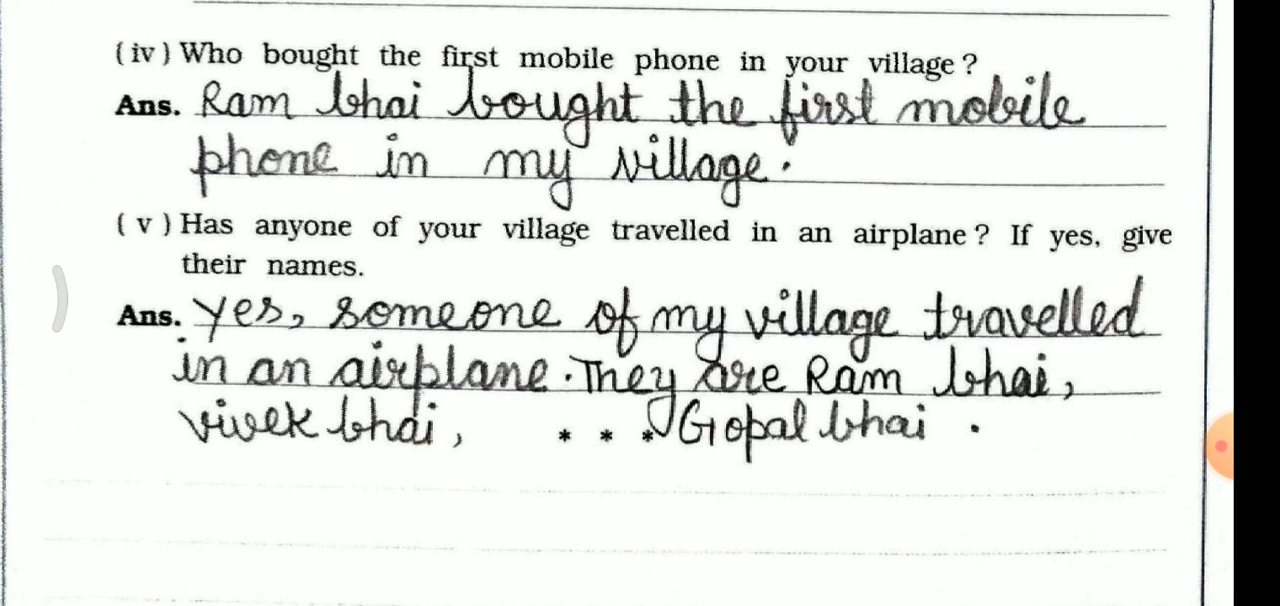 (iv) Who bought the first mobile phone in your village?
Ans. Ram bhai bought the first mobile
phone in my village.
(v) Has anyone of your village travelled in an airplane? If yes, give
their names.
Ans. Yes, someone of my village travelled
in an airplane. They are Ram bhai,
vivek bhai, * * * Gopal bhai .